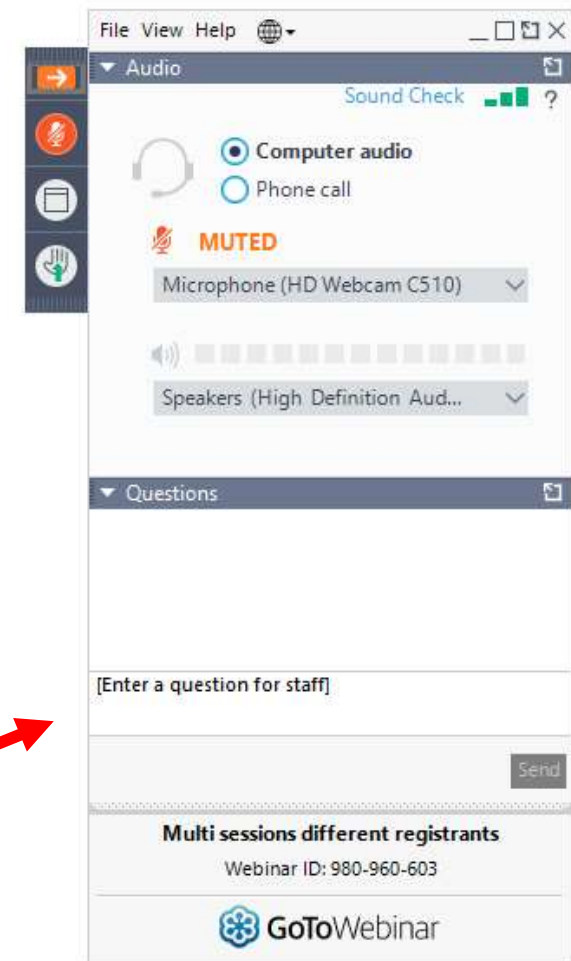 File View Help
Audio
Sound Check ?
Computer audio
Phone call
MUTED
Microphone (HD Webcam C510)
Speakers (High Definition Aud...
Questions
[Enter a question for staff]
Send
Multi sessions different registrants
Webinar ID: 980-960-603
GoToWebinar